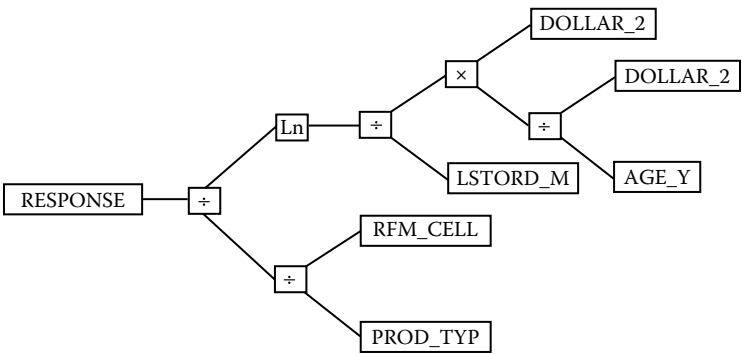 DOLLAR_2
×
DOLLAR_2
÷
Ln
÷
LSTORD_M
AGE_Y
RESPONSE
÷
RFM_CELL
÷
PROD_TYP